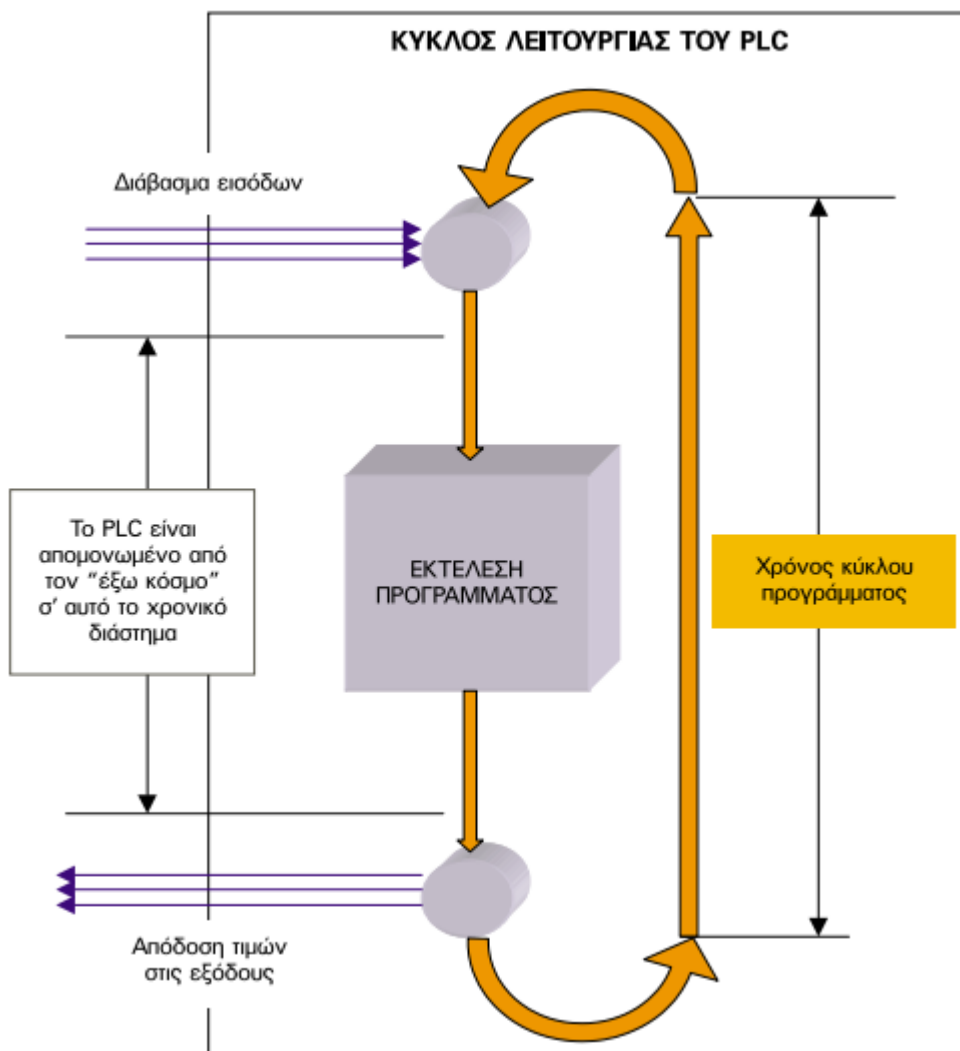 ΚΥΚΛΟΣ ΛΕΙΤΟΥΡΓΙΑΣ ΤΟΥ PLC
Διάβασμα εισόδων
Το PLC είναι
απομονωμένο από
τον “έξω κόσμο”
σ’ αυτό το χρονικό
διάστημα
ΕΚΤΕΛΕΣΗ
ΠΡΟΓΡΑΜΜΑΤΟΣ
Χρόνος κύκλου
προγράμματος
Απόδοση τιμών
στις εξόδους